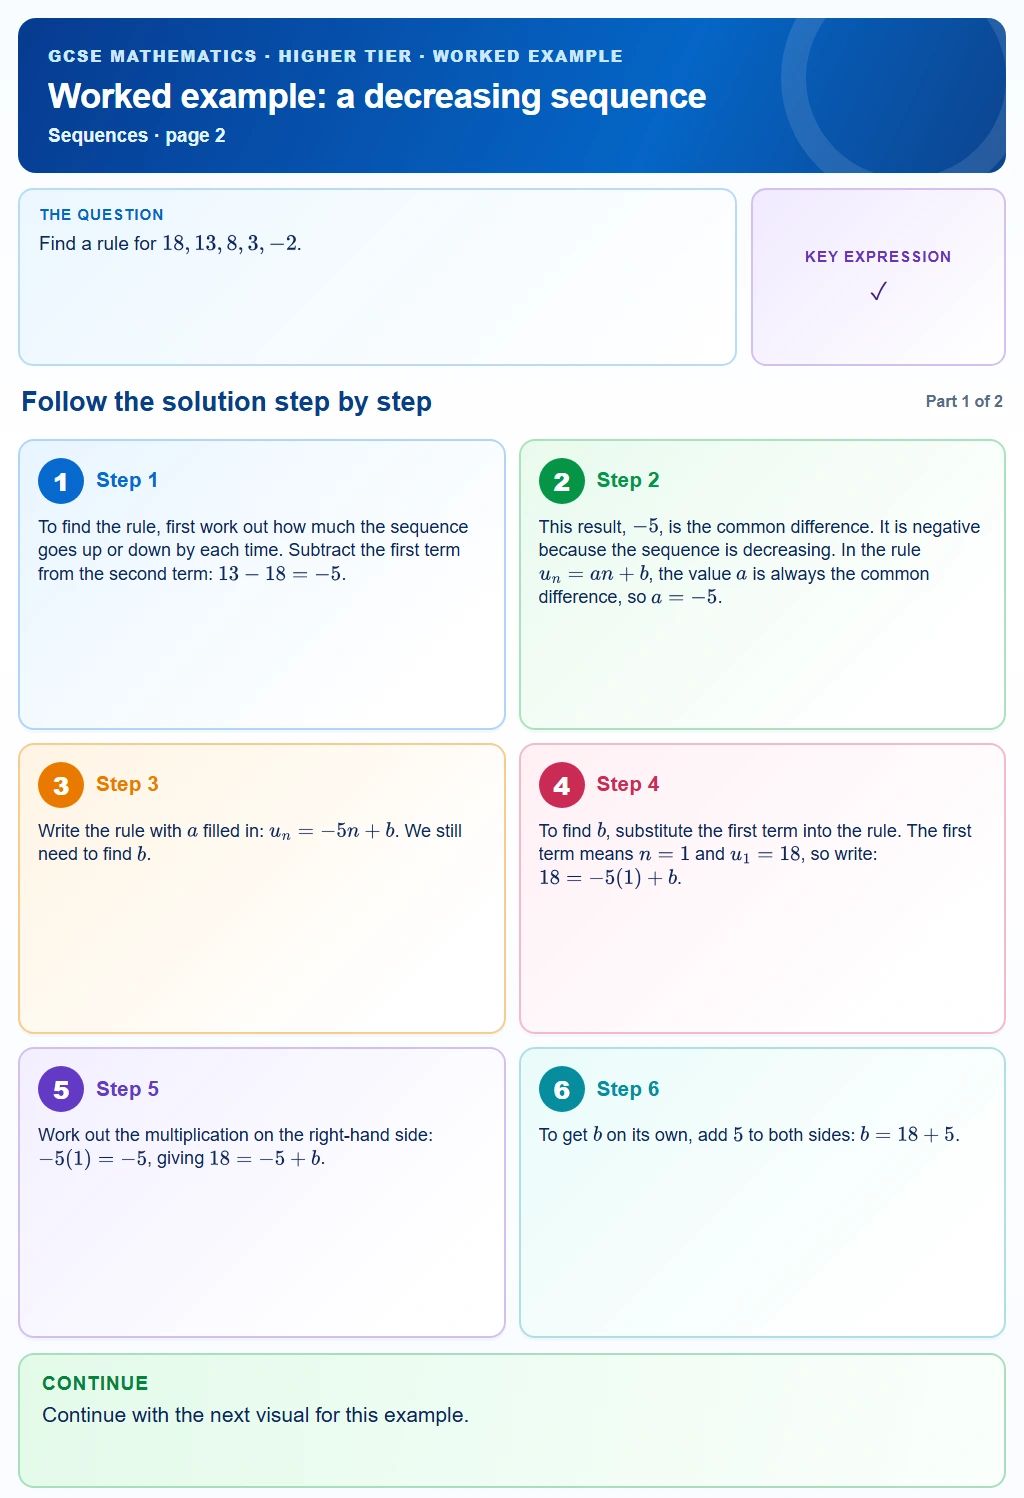 GCSE MATHEMATICS · HIGHER TIER · WORKED EXAMPLE
Worked example: a decreasing sequence
Sequences · page 2
THE QUESTION
Find a rule for 18, 13, 8, 3, −2.
KEY EXPRESSION
✓
Follow the solution step by step
Part 1 of 2
1 Step 1
To find the rule, first work out how much the sequence
goes up or down by each time. Subtract the first term
from the second term: 13 − 18 = −5.
2 Step 2
This result, −5, is the common difference. It is negative
because the sequence is decreasing. In the rule
uₙ = an + b, the value a is always the common
difference, so a = −5.
3 Step 3
Write the rule with a filled in: uₙ = −5n + b. We still
need to find b.
4 Step 4
To find b, substitute the first term into the rule. The first
term means n = 1 and u₁ = 18, so write:
18 = −5(1) + b.
5 Step 5
Work out the multiplication on the right-hand side:
−5(1) = −5, giving 18 = −5 + b.
6 Step 6
To get b on its own, add 5 to both sides: b = 18 + 5.
CONTINUE
Continue with the next visual for this example.